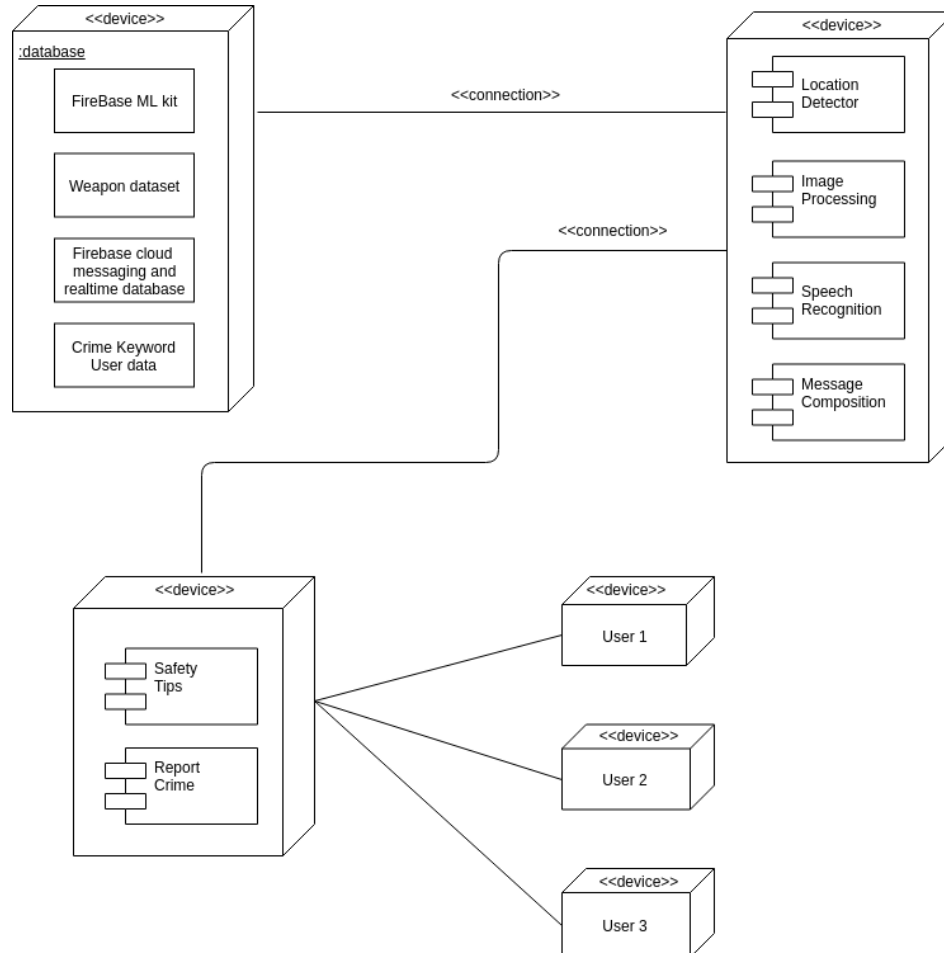 <<device>>
:database
FireBase ML kit
Weapon dataset
Firebase cloud
messaging and
realtime database
Crime Keyword
User data
<<connection>>
<<device>>
Location
Detector
Image
Processing
Speech
Recognition
Message
Composition
<<connection>>
<<device>>
Safety
Tips
Report
Crime
<<device>>
User 1
<<device>>
User 2
<<device>>
User 3